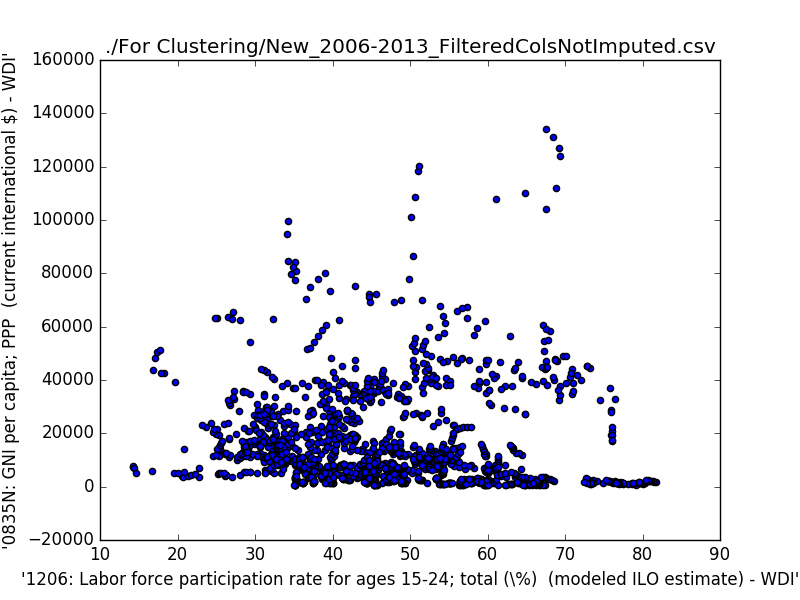 ./For Clustering/New_2006-2013_FilteredColsNotImputed.csv
'0835N: GNI per capita; PPP  (current international $) - WDI'
160000
140000
120000
100000
80000
60000
40000
20000
0
−20000
10 20 30 40 50 60 70 80 90
'1206: Labor force participation rate for ages 15-24; total (\%)  (modeled ILO estimate) - WDI'